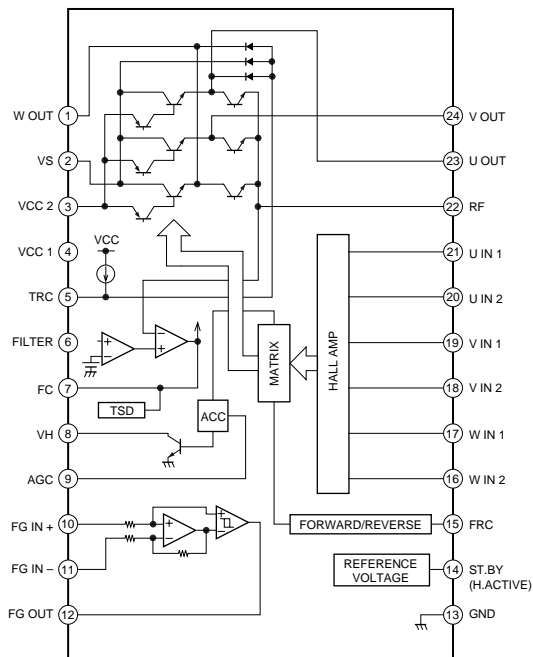 W OUT 1
VS 2
VCC 2 3
VCC 1 4
TRC 5
FILTER 6
FC 7
VH 8
AGC 9
FG IN + 10
FG IN – 11
FG OUT 12
VCC
+
–
+
TSD
ACC
+
–
+
–
MATRIX
HALL AMP
FORWARD/REVERSE
REFERENCE
VOLTAGE
24 V OUT
23 U OUT
22 RF
21 U IN 1
20 U IN 2
19 V IN 1
18 V IN 2
17 W IN 1
16 W IN 2
15 FRC
14 ST.BY
(H.ACTIVE)
13 GND